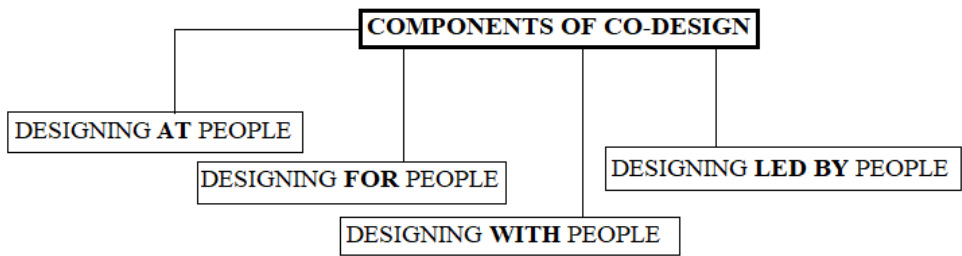 COMPONENTS OF CO-DESIGN
DESIGNING AT PEOPLE
DESIGNING FOR PEOPLE
DESIGNING WITH PEOPLE
DESIGNING LED BY PEOPLE